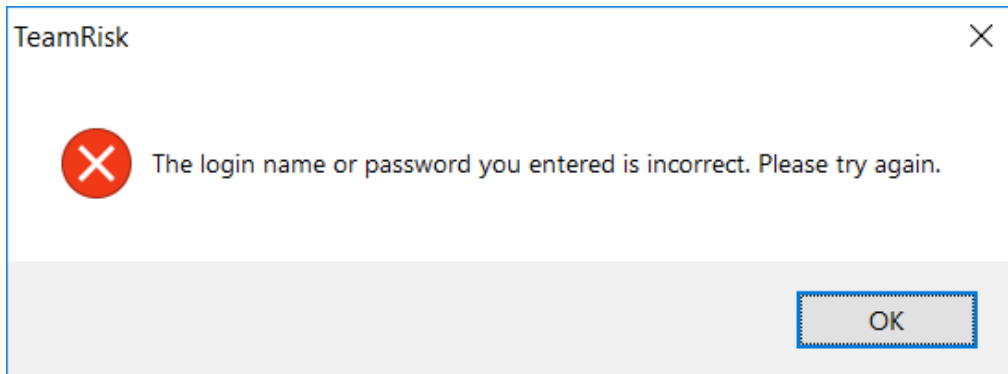 TeamRisk
The login name or password you entered is incorrect. Please try again.
OK